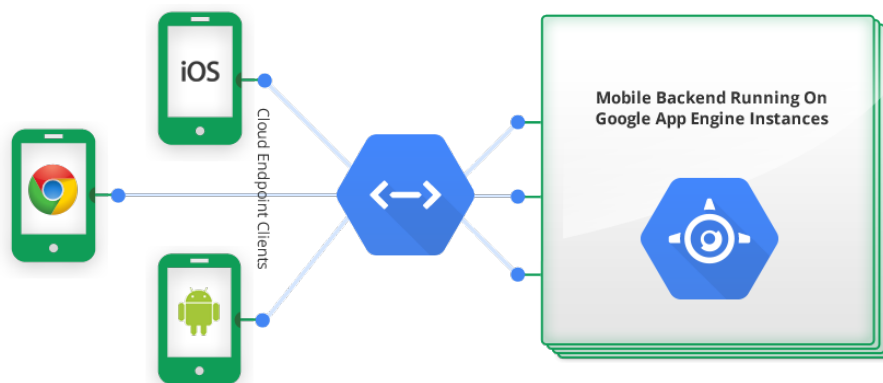 iOS
Cloud Endpoint Clients
Mobile Backend Running On
Google App Engine Instances